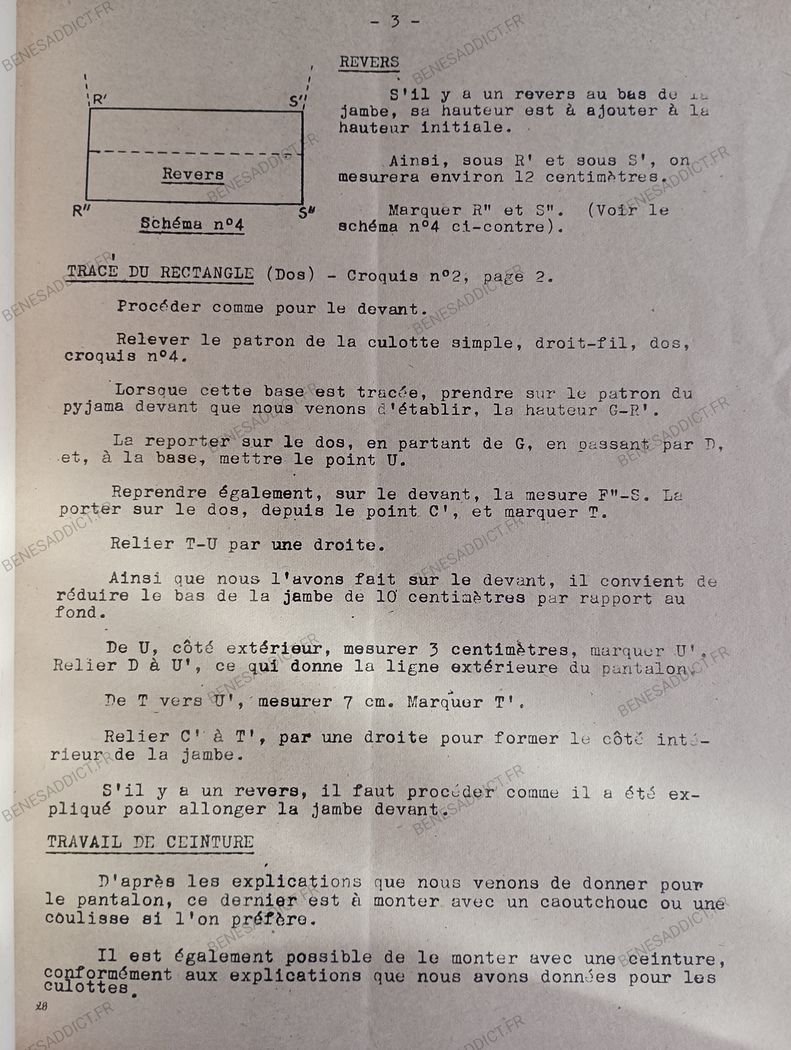 - 3 -
REVERS
R' S"
Revers
R" S"
Schéma n°4
S'il y a un revers au bas de la
jambe, sa hauteur est à ajouter à la
hauteur initiale.
Ainsi, sous R' et sous S', on
mesurera environ 12 centimètres.
Marquer R" et S". (Voir le
schéma n°4 ci-contre).
TRACÉ DU RECTANGLE (Dos) - Croquis n°2, page 2.
Procéder comme pour le devant.
Relever le patron de la culotte simple, droit-fil, dos,
croquis n°4.
Lorsque cette base est tracée, prendre sur le patron du
pyjama devant que nous venons d'établir, la hauteur G-R'.
La reporter sur le dos, en partant de G, en passant par D,
et, à la base, mettre le point U.
Reprendre également, sur le devant, la mesure F"-S. La
porter sur le dos, depuis le point C', et marquer T.
Relier T-U par une droite.
Ainsi que nous l'avons fait sur le devant, il convient de
réduire le bas de la jambe de 10 centimètres par rapport au
fond.
De U, côté extérieur, mesurer 3 centimètres, marquer U'.
Relier D à U', ce qui donne la ligne extérieure du pantalon.
De T vers U', mesurer 7 cm. Marquer T'.
Relier C' à T', par une droite pour former le côté inté-
rieur de la jambe.
S'il y a un revers, il faut procéder comme il a été ex-
pliqué pour allonger la jambe devant.
TRAVAIL DE CEINTURE
D'après les explications que nous venons de donner pour
le pantalon, ce dernier est à monter avec un caoutchouc ou une
coulisse si l'on préfère.
Il est également possible de le monter avec une ceinture,
conformément aux explications que nous avons données pour les
culottes.
28
BENESADDICT.FR